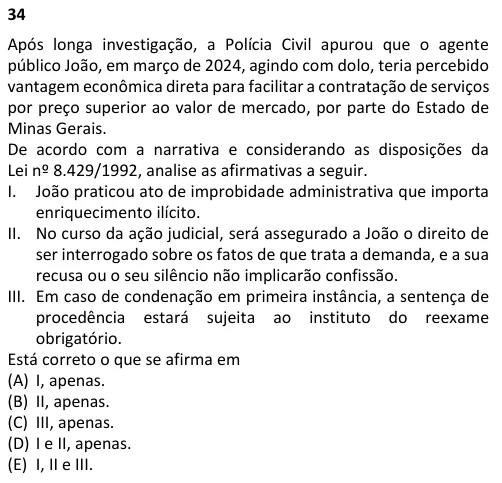 34
Após longa investigação, a Polícia Civil apurou que o agente
público João, em março de 2024, agindo com dolo, teria percebido
vantagem econômica direta para facilitar a contratação de serviços
por preço superior ao valor de mercado, por parte do Estado de
Minas Gerais.
De acordo com a narrativa e considerando as disposições da
Lei nº 8.429/1992, analise as afirmativas a seguir.
I. João praticou ato de improbidade administrativa que importa
enriquecimento ilícito.
II. No curso da ação judicial, será assegurado a João o direito de
ser interrogado sobre os fatos de que trata a demanda, e a sua
recusa ou o seu silêncio não implicarão confissão.
III. Em caso de condenação em primeira instância, a sentença de
procedência estará sujeita ao instituto do reexame
obrigatório.
Está correto o que se afirma em
(A) I, apenas.
(B) II, apenas.
(C) III, apenas.
(D) I e II, apenas.
(E) I, II e III.